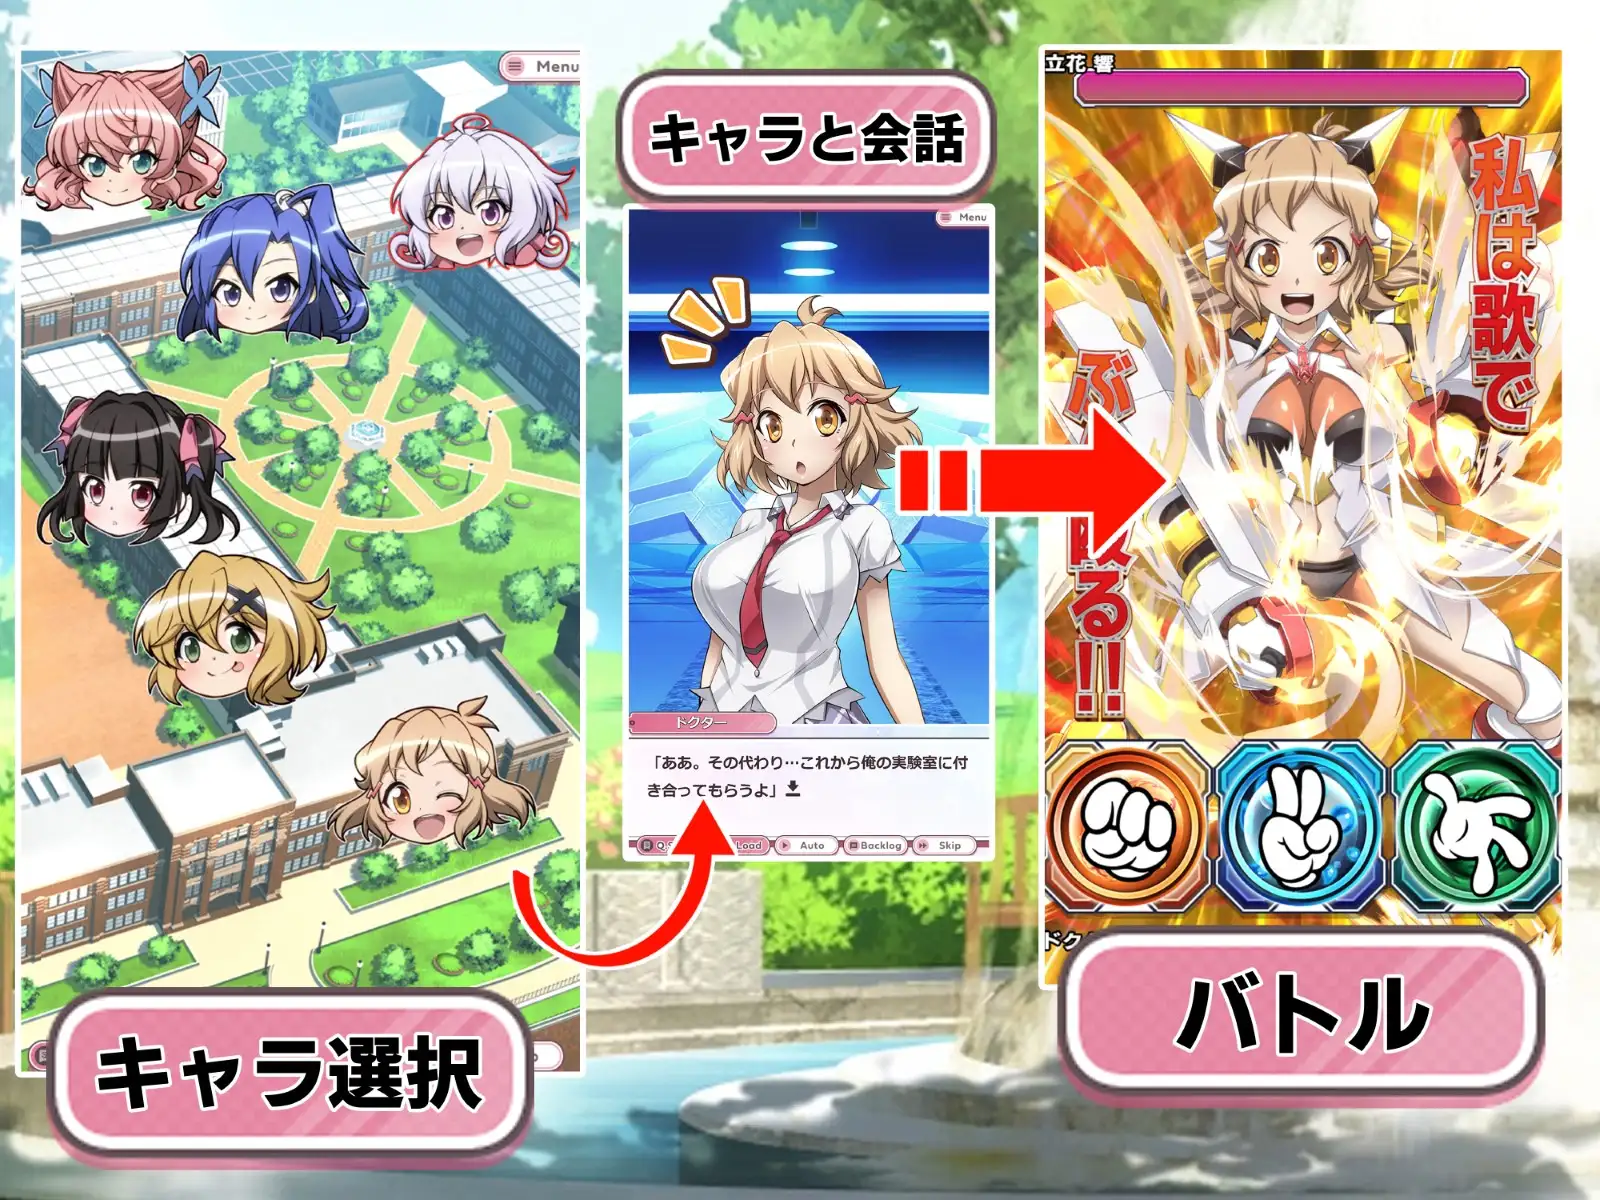 Menu
キャラ選択
キャラと会話
Menu
ドクター
「ああ。その代わり…これから俺の実験室に付
き合ってもらうよ」
Load
Auto
Backlog
Skip
立花 響
私は歌で
ぶ
る!!
ドク
バトル